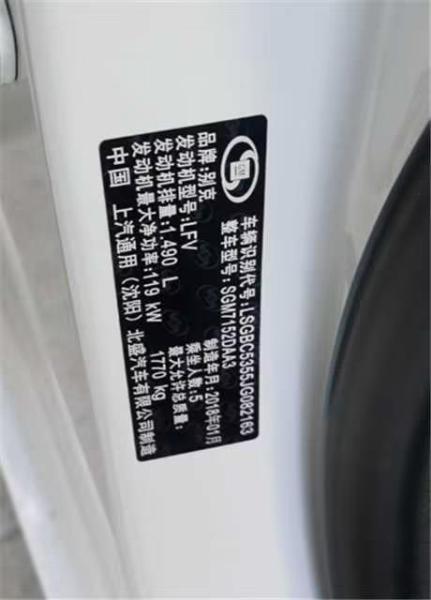 GM
车辆识别代号:LSGBC5355JG082163
整车型号:SGM7152DAA3
品牌:别克 制造年月:2018年01月
发动机型号:LFV 乘坐人数:5
发动机排量:1.490 L 最大允许总质量:
发动机最大净功率:119 kW 1770 kg
中国 上汽通用(沈阳)北盛汽车有限公司制造